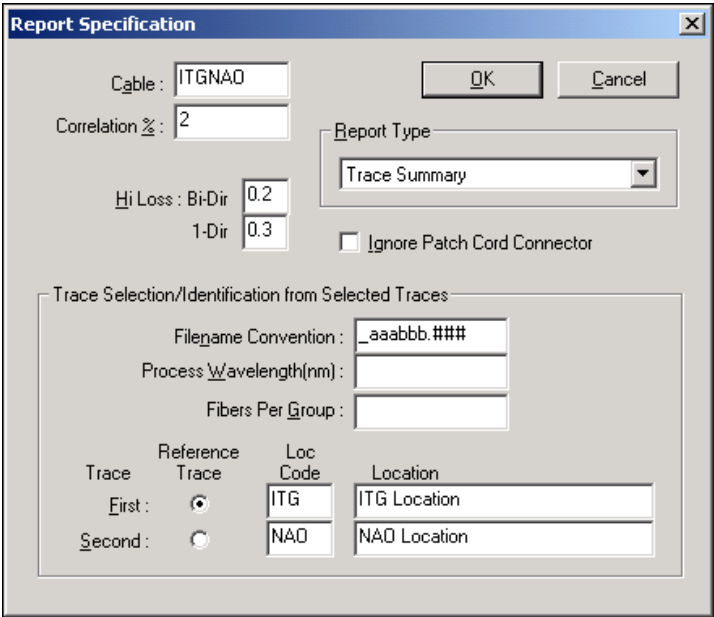 Report Specification
Cable : ITGNAO
OK
Cancel
Correlation % : 2
Report Type
Trace Summary
Hi Loss : Bi-Dir 0.2
1-Dir 0.3
Ignore Patch Cord Connector
Trace Selection/Identification from Selected Traces
Filename Convention : _aaabbb.###
Process Wavelength(nm) :
Fibers Per Group :
Reference Loc
Trace Trace Code Location
First : ITG ITG Location
Second : NAO NAO Location